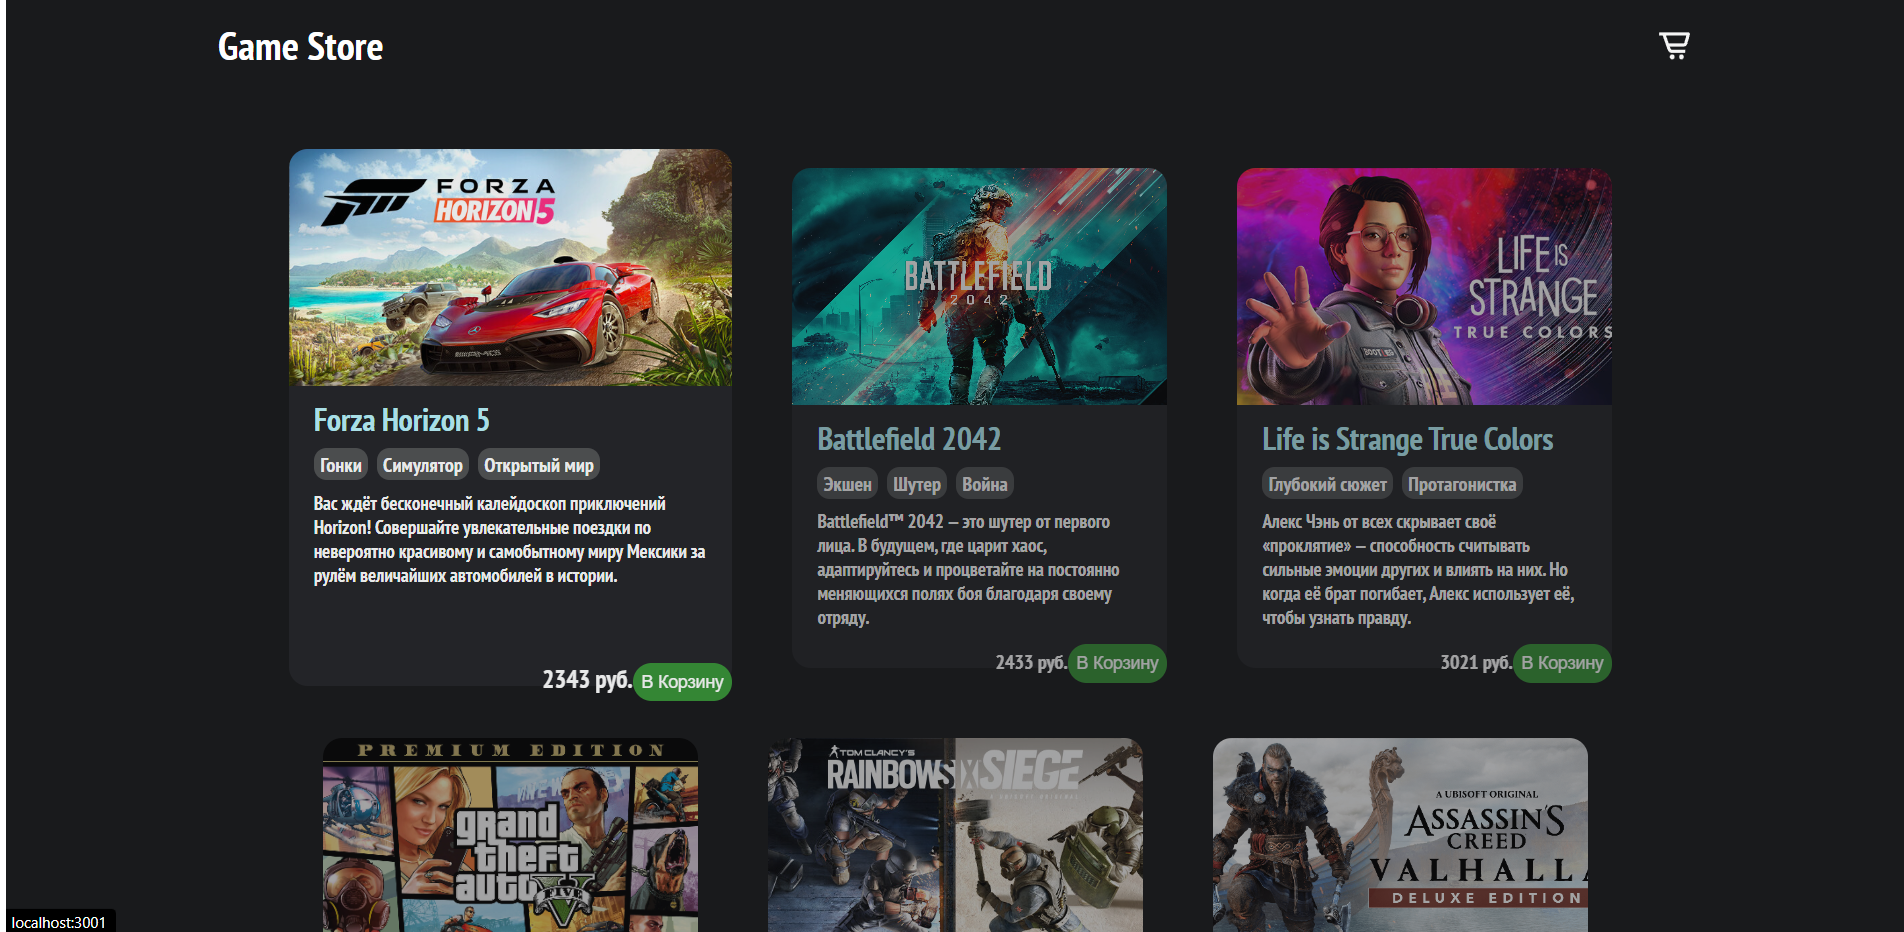 Game Store
FORZA
HORIZON 5
Forza Horizon 5
Гонки Симулятор Открытый мир
Вас ждёт бесконечный калейдоскоп приключений
Horizon! Совершайте увлекательные поездки по
невероятно красивому и самобытному миру Мексики за
рулём величайших автомобилей в истории.
2343 руб. В Корзину
BATTLEFIELD
2042
Battlefield 2042
Экшен Шутер Война
Battlefield™ 2042 – это шутер от первого
лица. В будущем, где царит хаос,
адаптируйтесь и процветайте на постоянно
меняющихся полях боя благодаря своему
отряду.
2433 руб. В Корзину
LIFE IS
STRANGE
TRUE COLORS
Life is Strange True Colors
Глубокий сюжет Протагонистка
Алекс Чэнь от всех скрывает своё
«проклятие» – способность считывать
сильные эмоции других и влиять на них. Но
когда её брат погибает, Алекс использует её,
чтобы узнать правду.
3021 руб. В Корзину
PREMIUM EDITION
grand
theft
auto V
FIVE
TOM CLANCY'S
RAINBOW SIX SIEGE
A UBISOFT ORIGINAL
ASSASSIN'S
CREED
VALHALLA
DELUXE EDITION
localhost:3001